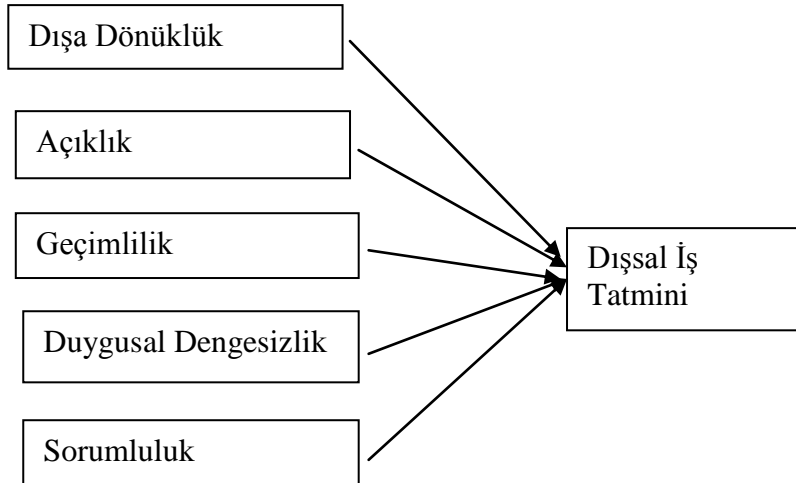 Dışa Dönüklük
Açıklık
Geçimlilik
Dışsal İş
Tatmini
Duygusal Dengesizlik
Sorumluluk